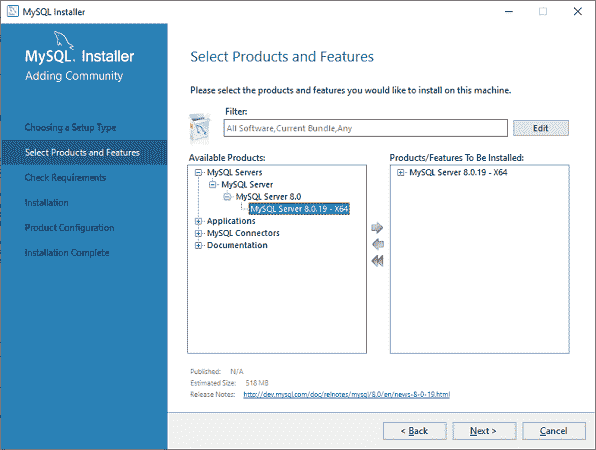 MySQL Installer
MySQL. Installer
Adding Community
Choosing a Setup Type
Select Products and Features
Check Requirements
Installation
Product Configuration
Installation Complete
Select Products and Features
Please select the products and features you would like to install on this machine.
Filter:
All Software,Current Bundle,Any
Edit
Available Products:
MySQL Servers
MySQL Server
MySQL Server 8.0
MySQL Server 8.0.19 - X64
Applications
MySQL Connectors
Documentation
Products/Features To Be Installed:
MySQL Server 8.0.19 - X64
Published: N/A
Estimated Size: 518 MB
Release Notes: http://dev.mysql.com/doc/relnotes/mysql/8.0/en/news-8-0-19.html
< Back
Next >
Cancel